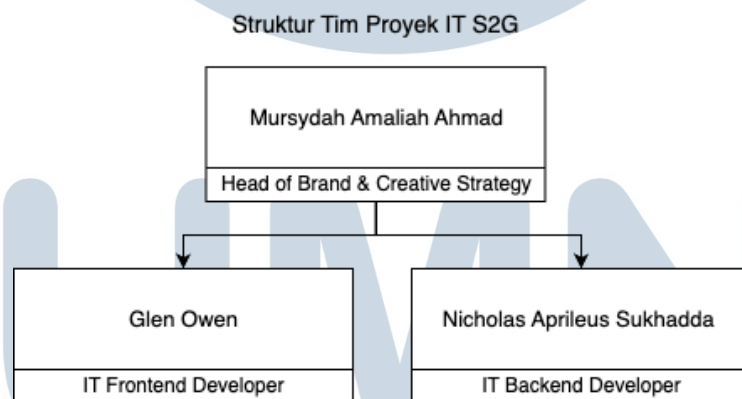 Struktur Tim Proyek IT S2G
Mursydah Amaliah Ahmad
Head of Brand & Creative Strategy
Glen Owen
IT Frontend Developer
Nicholas Aprileus Sukhadda
IT Backend Developer